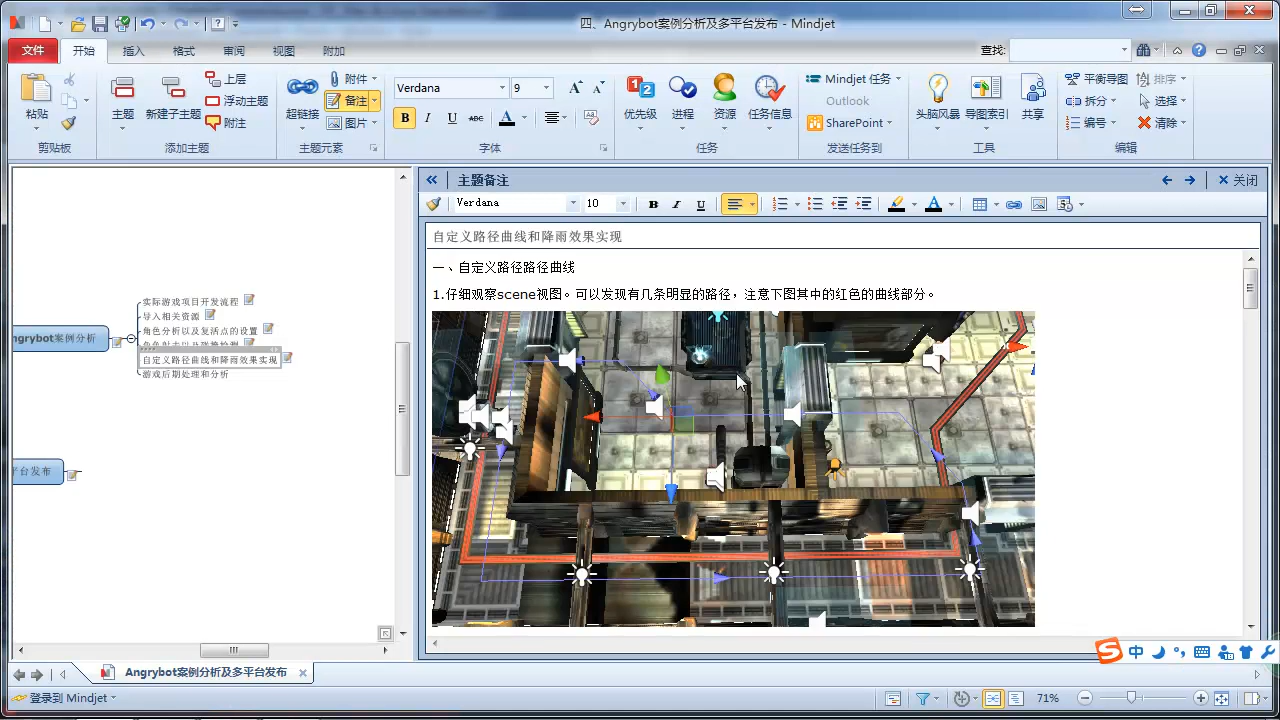 四、Angrybot案例分析及多平台发布 - Mindjet
文件 开始 插入 格式 审阅 视图 附加 查找:
粘贴 主题 新建子主题 上层 浮动主题 附注 超链接 附件 备注 图片 Verdana 9 B I U ABC A 优先级 进程 资源 任务信息 Mindjet 任务 Outlook SharePoint 头脑风暴 导图索引 共享 平衡导图 排序 拆分 选择 编号 清除
剪贴板 添加主题 主题元素 字体 任务 发送任务到 工具 编辑
主题备注 关闭
Verdana 10 B I U A
自定义路径曲线和降雨效果实现
一、自定义路径路径曲线
1.仔细观察scene视图。可以发现有几条明显的路径，注意下图其中的红色的曲线部分。
实际游戏项目开发流程
导入相关资源
角色分析以及复活点的设置
ngrybot案例分析
自定义路径曲线和降雨效果实现
游戏后期处理和分析
平台发布
中
Angrybot案例分析及多平台发布
登录到 Mindjet 71%